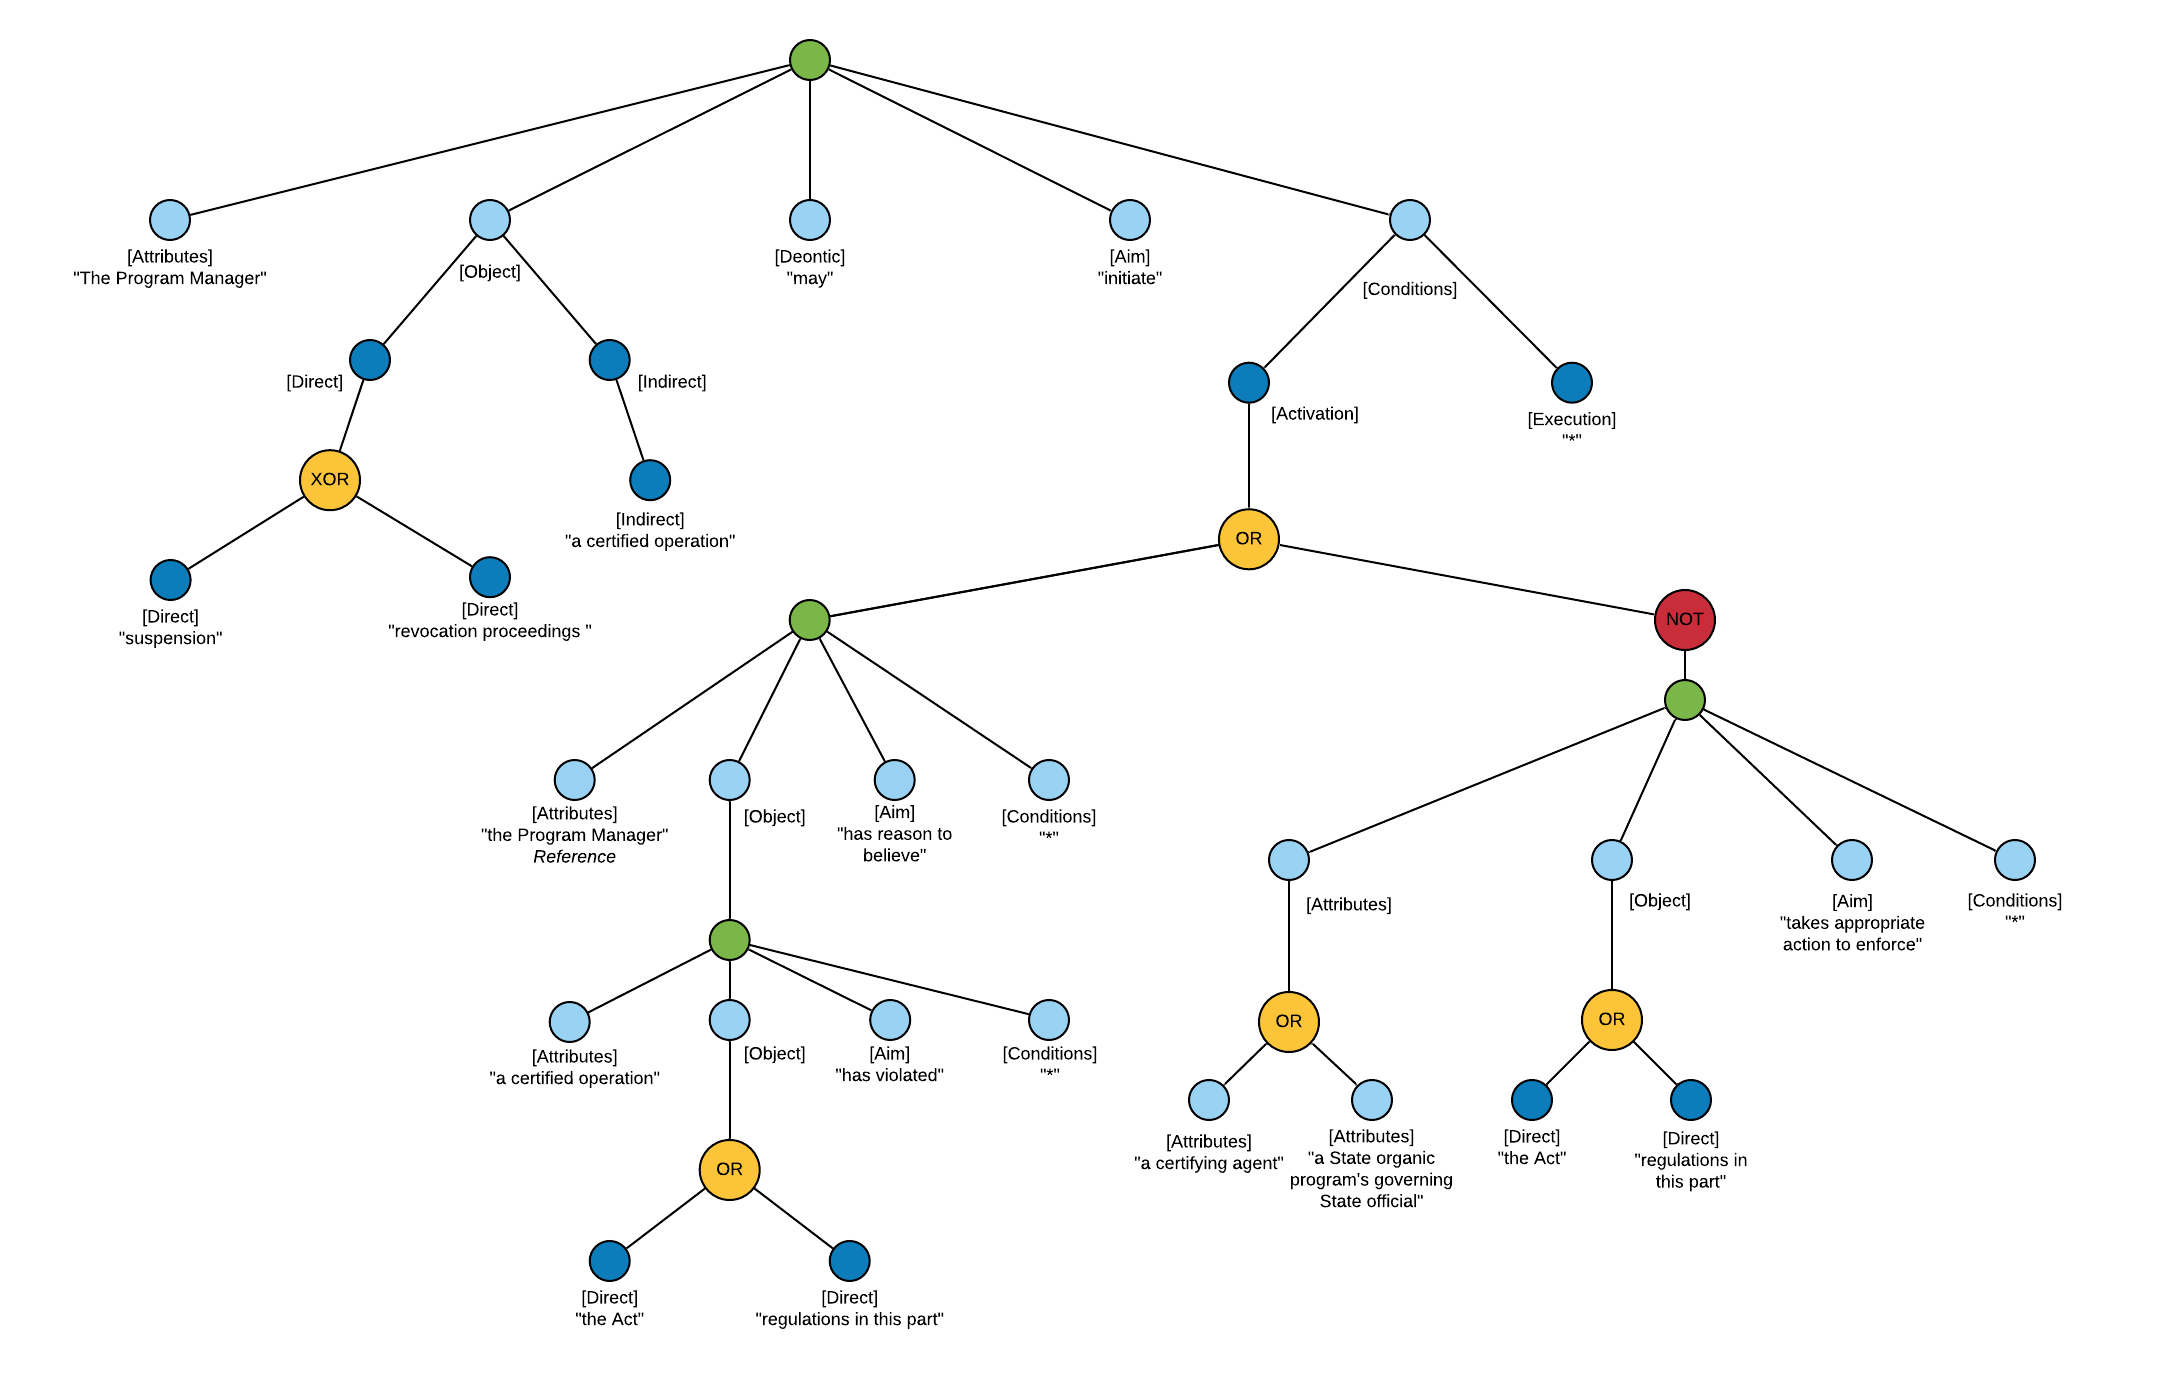 [Attributes]
"The Program Manager"
[Object]
[Deontic]
"may"
[Aim]
"initiate"
[Conditions]
[Direct]
[Indirect]
[Activation]
[Execution]
"*"
XOR
[Indirect]
"a certified operation"
OR
[Direct]
"suspension"
[Direct]
"revocation proceedings "
NOT
[Attributes]
"the Program Manager"
Reference
[Object]
[Aim]
"has reason to
believe"
[Conditions]
"*"
[Attributes]
[Object]
[Aim]
"takes appropriate
action to enforce"
[Conditions]
"*"
[Attributes]
"a certified operation"
[Object]
[Aim]
"has violated"
[Conditions]
"*"
OR
OR
[Attributes]
"a certifying agent"
[Attributes]
"a State organic
program's governing
State official"
[Direct]
"the Act"
[Direct]
"regulations in
this part"
OR
[Direct]
"the Act"
[Direct]
"regulations in this part"